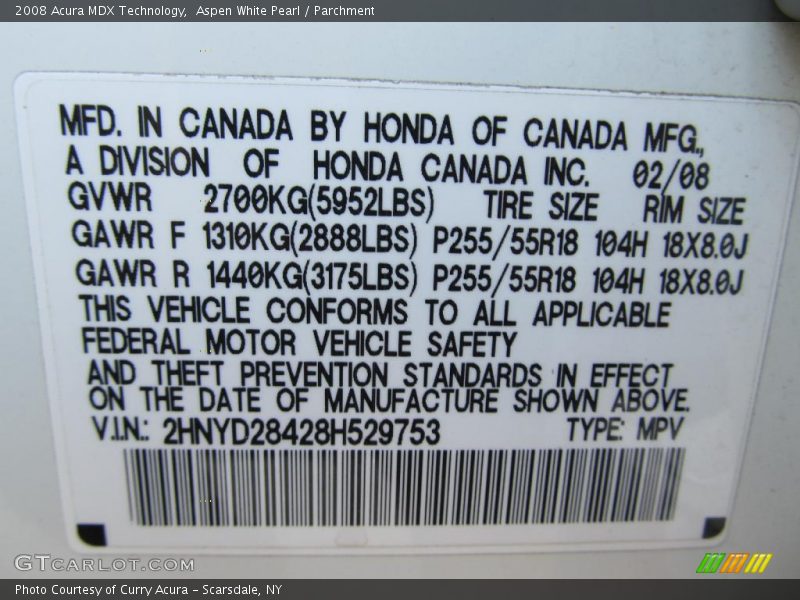 2008 Acura MDX Technology,  Aspen White Pearl / Parchment
MFD. IN CANADA BY HONDA OF CANADA MFG.,
A DIVISION OF HONDA CANADA INC. 02/08
GVWR 2700KG(5952LBS) TIRE SIZE RIM SIZE
GAWR F 1310KG(2888LBS) P255/55R18 104H 18X8.0J
GAWR R 1440KG(3175LBS) P255/55R18 104H 18X8.0J
THIS VEHICLE CONFORMS TO ALL APPLICABLE
FEDERAL MOTOR VEHICLE SAFETY
AND THEFT PREVENTION STANDARDS IN EFFECT
ON THE DATE OF MANUFACTURE SHOWN ABOVE.
V.I.N.: 2HNYD28428H529753 TYPE: MPV
GTCARLOT.COM
Photo Courtesy of Curry Acura – Scarsdale, NY